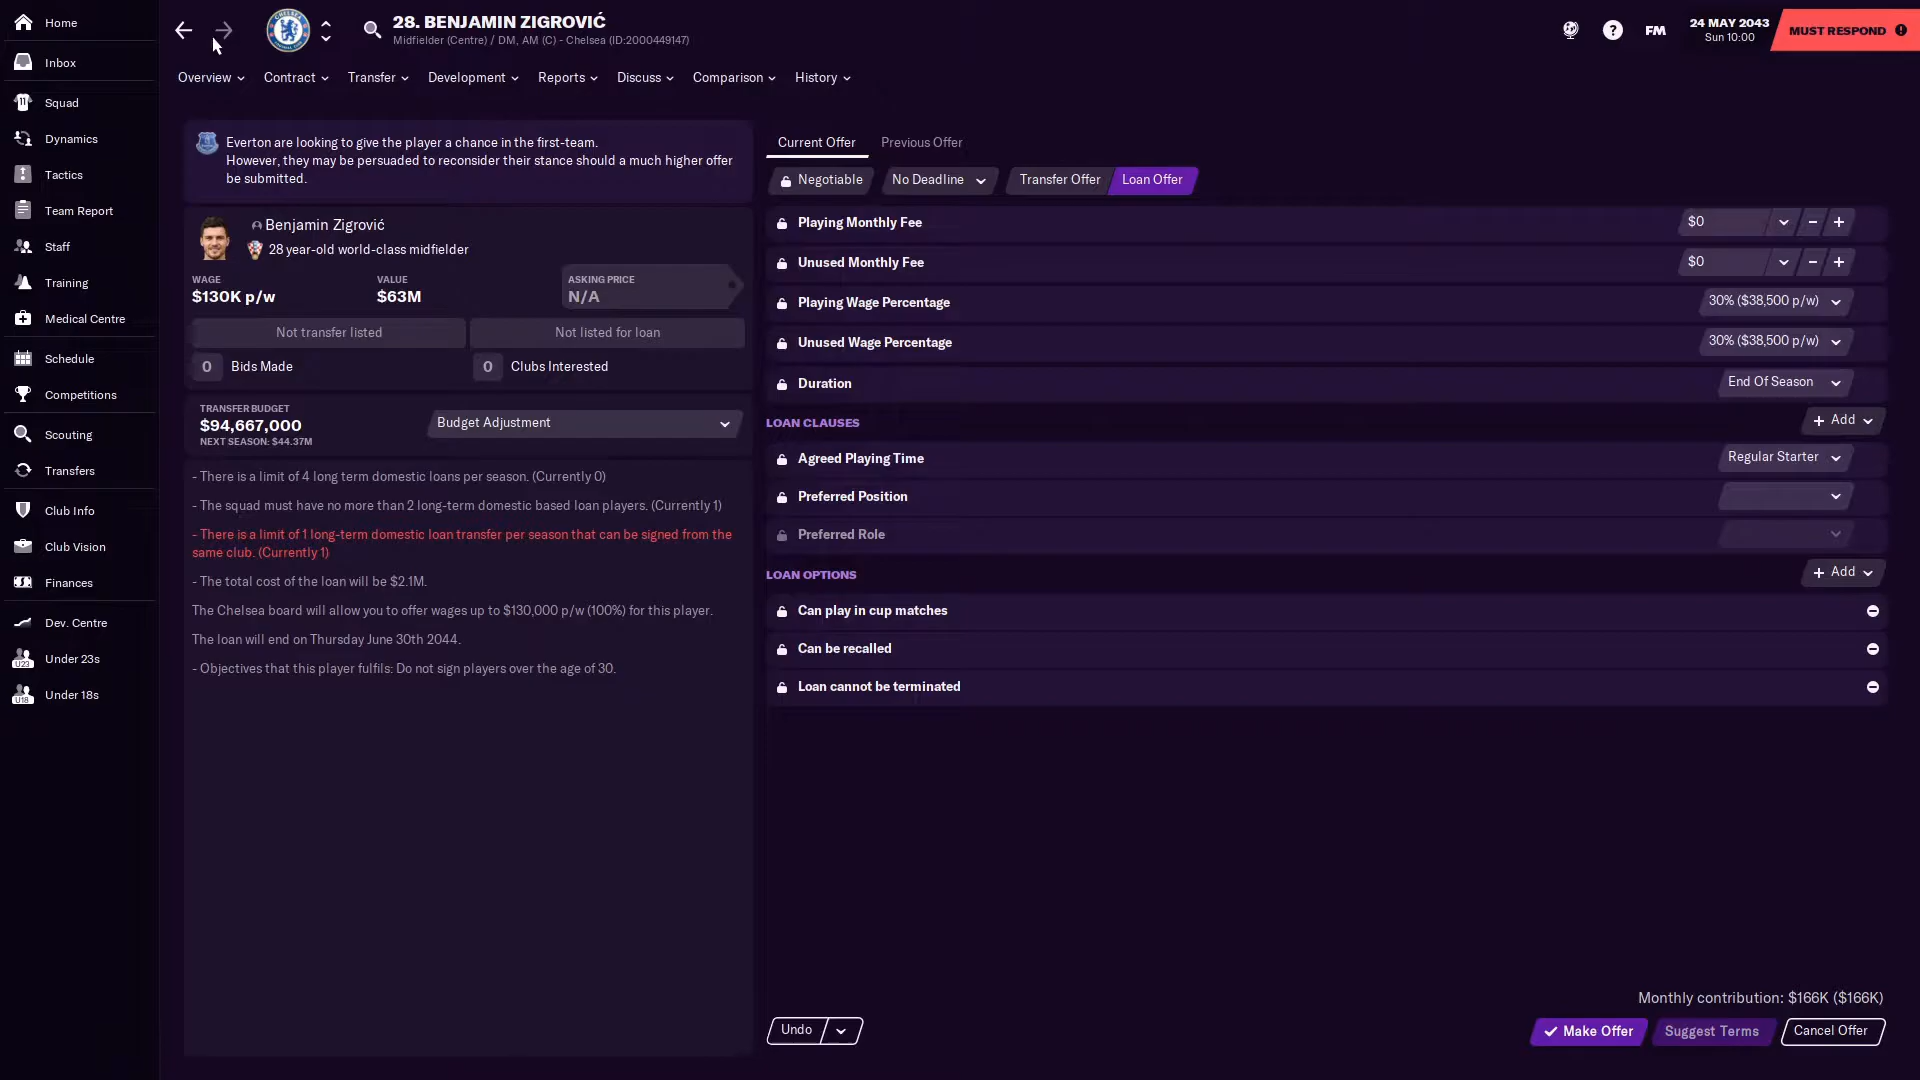 Home
Inbox
Squad
Dynamics
Tactics
Team Report
Staff
Training
Medical Centre
Schedule
Competitions
Scouting
Transfers
Club Info
Club Vision
Finances
Dev. Centre
U23
Under 23s
U18
Under 18s
28. BENJAMIN ZIGROVIĆ
Midfielder (Centre) / DM, AM (C) - Chelsea (ID:2000449147)
FM
24 MAY 2043
Sun 10:00
MUST RESPOND
Overview
Contract
Transfer
Development
Reports
Discuss
Comparison
History
Everton are looking to give the player a chance in the first-team.
However, they may be persuaded to reconsider their stance should a much higher offer
be submitted.
Benjamin Zigrović
28 year-old world-class midfielder
WAGE
$130K p/w
VALUE
$63M
ASKING PRICE
N/A
Not transfer listed
Not listed for loan
0 Bids Made
0 Clubs Interested
TRANSFER BUDGET
$94,667,000
NEXT SEASON: $44.37M
Budget Adjustment
- There is a limit of 4 long term domestic loans per season. (Currently 0)
- The squad must have no more than 2 long-term domestic based loan players. (Currently 1)
- There is a limit of 1 long-term domestic loan transfer per season that can be signed from the
same club. (Currently 1)
- The total cost of the loan will be $2.1M.
The Chelsea board will allow you to offer wages up to $130,000 p/w (100%) for this player.
The loan will end on Thursday June 30th 2044.
- Objectives that this player fulfils: Do not sign players over the age of 30.
Current Offer
Previous Offer
Negotiable
No Deadline
Transfer Offer
Loan Offer
Playing Monthly Fee $0
Unused Monthly Fee $0
Playing Wage Percentage 30% ($38,500 p/w)
Unused Wage Percentage 30% ($38,500 p/w)
Duration End Of Season
LOAN CLAUSES + Add
Agreed Playing Time Regular Starter
Preferred Position
Preferred Role
LOAN OPTIONS + Add
Can play in cup matches
Can be recalled
Loan cannot be terminated
Monthly contribution: $166K ($166K)
Undo
Make Offer
Suggest Terms
Cancel Offer